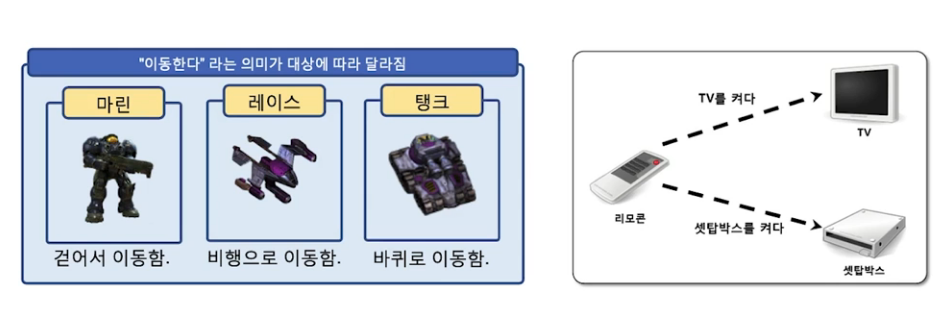 "이동한다" 라는 의미가 대상에 따라 달라짐
마린
레이스
탱크
걷어서 이동함.
비행으로 이동함.
바퀴로 이동함.
TV를 켜다
TV
리모콘
셋탑박스를 켜다
셋탑박스